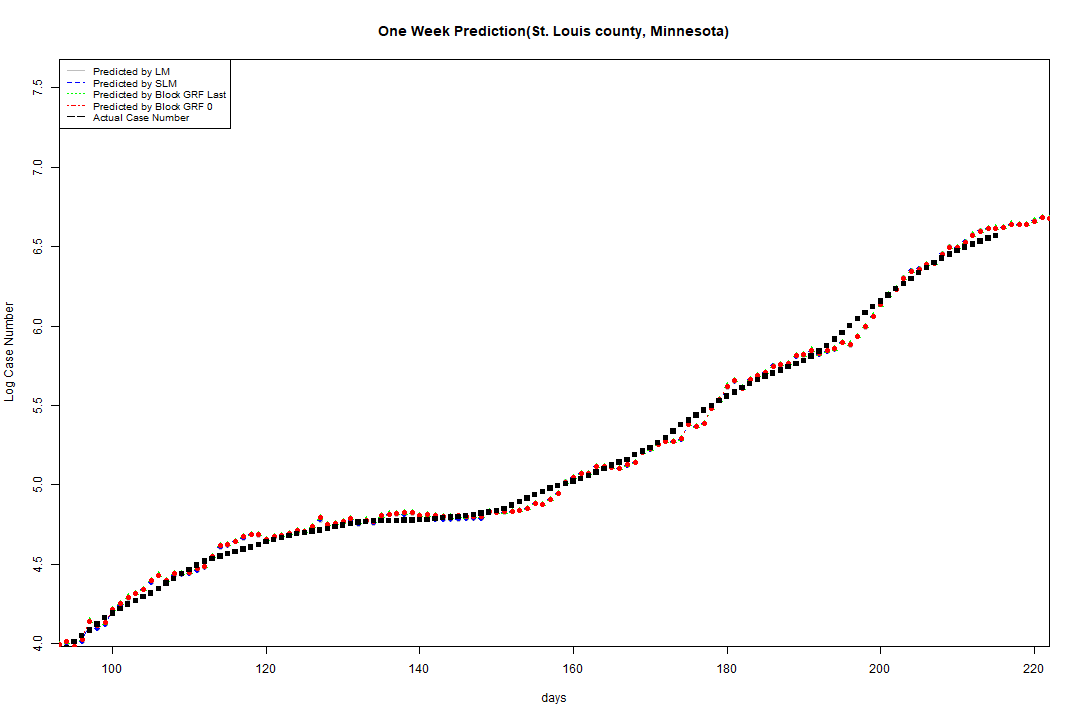 One Week Prediction(St. Louis county, Minnesota)
Predicted by LM
Predicted by SLM
Predicted by Block GRF Last
Predicted by Block GRF 0
Actual Case Number
7.5
7.0
6.5
6.0
5.5
5.0
4.5
4.0
Log Case Number
100 120 140 160 180 200 220
days